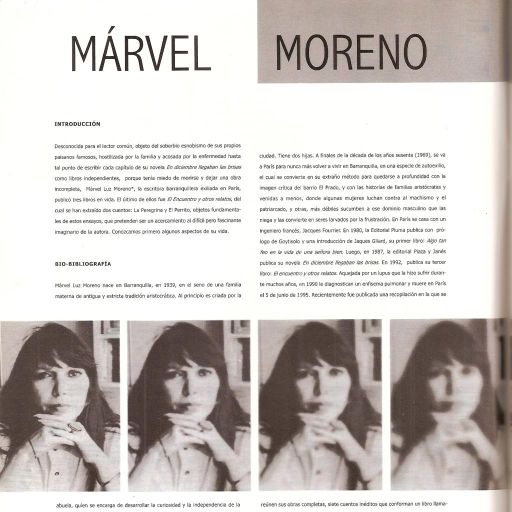 MÁRVEL MORENO
INTRODUCCIÓN
Desconocida para el lector común, objeto del soberbio esnobismo de sus propios
paisanos famosos, hostilizada por la familia y acosada por la enfermedad hasta
tal punto de escribir cada capítulo de su novela En diciembre llegaban las brisas
como libros independientes, porque tenía miedo de morirse y dejar una obra
incompleta, Márvel Luz Moreno*, la escritora barranquillera exiliada en París,
publicó tres libros en vida. El último de ellos fue El Encuentro y otros relatos, del
cual se han extraído dos cuentos: La Peregrina y El Perrito, objetos fundamenta-
les de estos ensayos, que pretenden ser un acercamiento al difícil pero fascinante
imaginario de la autora. Conozcamos primero algunos aspectos de su vida.
BIO-BIBLIOGRAFÍA
Márvel Luz Moreno nace en Barranquilla, en 1939, en el seno de una familia
materna de antigua y estricta tradición aristocrática. Al principio es criada por la
abuela, quien se encarga de desarrollar la curiosidad y la independencia de la
ciudad. Tiene dos hijas. A finales de la década de los años sesenta (1969), se va
a París para nunca más volver a vivir en Barranquilla, en una especie de autoexilio,
el cual se convierte en su extraño método para quedarse a profundidad con la
imagen crítica del barrio El Prado, y con las historias de familias aristócratas y
venidas a menos, donde algunas mujeres luchan contra al machismo y el
patriarcado, y otras, más débiles sucumben a ese dominio masculino que las
niega y las convierte en seres larvados por la frustración. En París se casa con un
ingeniero francés, Jacques Fourrier. En 1980, la Editorial Pluma publica con pró-
logo de Goytisolo y una introducción de Jaques Gilard, su primer libro: Algo tan
feo en la vida de una señora bien. Luego, en 1987, la editorial Plaza y Janés
publica su novela En diciembre llegaban las brisas. En 1992, publica su tercer
libro: El encuentro y otros relatos. Aquejada por un lupus que la hizo sufrir duran-
te muchos años, en 1990 le diagnostican un enfisema pulmonar y muere en París
el 5 de junio de 1995. Recientemente fue publicada una recopilación en la que se
reúnen sus obras completas, siete cuentos inéditos que conforman un libro llama-